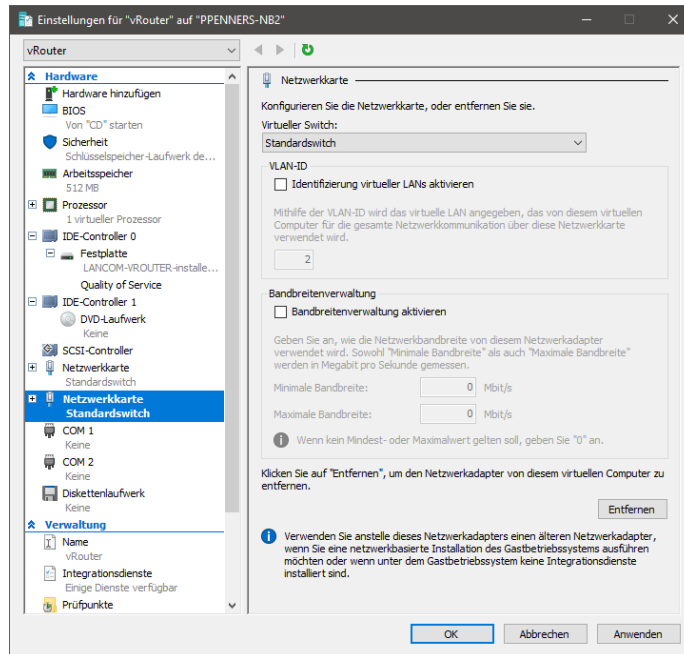 Einstellungen für "vRouter" auf "PPENNERS-NB2"
vRouter
Hardware
Hardware hinzufügen
BIOS
Von "CD" starten
Sicherheit
Schlüsselspeicher-Laufwerk de...
Arbeitsspeicher
512 MB
Prozessor
1 virtueller Prozessor
IDE-Controller 0
Festplatte
LANCOM-VROUTER-installe...
Quality of Service
IDE-Controller 1
DVD-Laufwerk
Keine
SCSI-Controller
Netzwerkkarte
Standardswitch
Netzwerkkarte
Standardswitch
COM 1
Keine
COM 2
Keine
Diskettenlaufwerk
Keine
Verwaltung
Name
vRouter
Integrationsdienste
Einige Dienste verfügbar
Prüfpunkte
Netzwerkkarte
Konfigurieren Sie die Netzwerkkarte, oder entfernen Sie sie.
Virtueller Switch:
Standardswitch
VLAN-ID
Identifizierung virtueller LANs aktivieren
Mithilfe der VLAN-ID wird das virtuelle LAN angegeben, das von diesem virtuellen
Computer für die gesamte Netzwerkkommunikation über diese Netzwerkkarte
verwendet wird.
2
Bandbreitenverwaltung
Bandbreitenverwaltung aktivieren
Geben Sie an, wie die Netzwerkbandbreite von diesem Netzwerkadapter
verwendet wird. Sowohl "Minimale Bandbreite" als auch "Maximale Bandbreite"
werden in Megabit pro Sekunde gemessen.
Minimale Bandbreite: 0 Mbit/s
Maximale Bandbreite: 0 Mbit/s
Wenn kein Mindest- oder Maximalwert gelten soll, geben Sie "0" an.
Klicken Sie auf "Entfernen", um den Netzwerkadapter von diesem virtuellen Computer zu
entfernen.
Entfernen
Verwenden Sie anstelle dieses Netzwerkadapters einen älteren Netzwerkadapter,
wenn Sie eine netzwerkbasierte Installation des Gastbetriebssystems ausführen
möchten oder wenn unter dem Gastbetriebssystem keine Integrationsdienste
installiert sind.
OK Abbrechen Anwenden